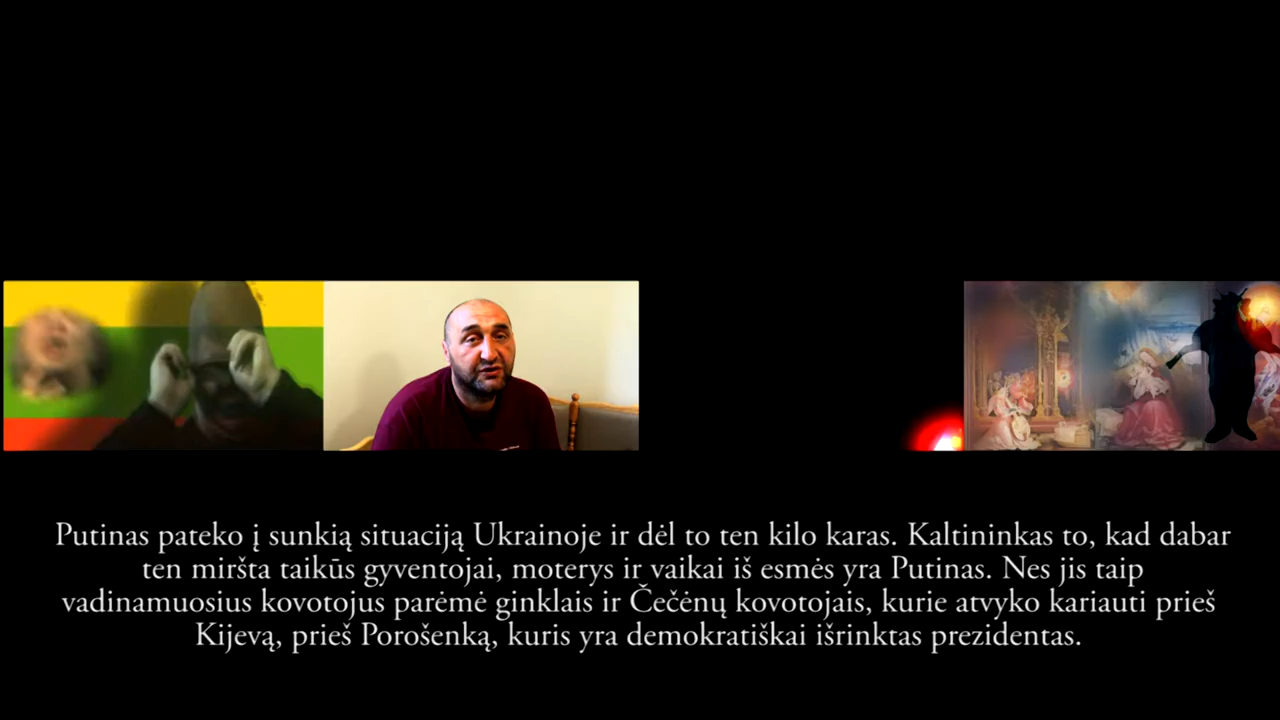 Putinas pateko į sunkią situaciją Ukrainoje ir dėl to ten kilo karas. Kaltininkas to, kad dabar
ten miršta taikūs gyventojai, moterys ir vaikai iš esmės yra Putinas. Nes jis taip
vadinamuosius kovotojus parėmė ginklais ir Čečėnų kovotojais, kurie atvyko kariauti prieš
Kijevą, prieš Porošenką, kuris yra demokratiškai išrinktas prezidentas.